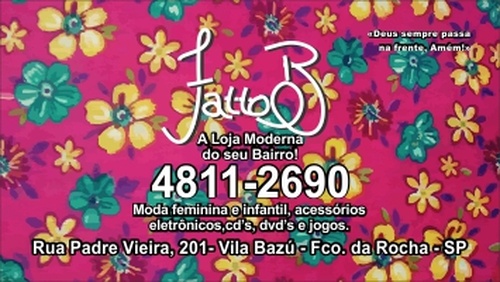 «Deus sempre passa
na frente, Amém!»
A Loja Moderna
do seu Bairro!
4811-2690
Moda feminina e infantil, acessórios
eletrônicos,cd's, dvd's e jogos.
Rua Padre Vieira, 201- Vila Bazú - Fco. da Rocha - SP